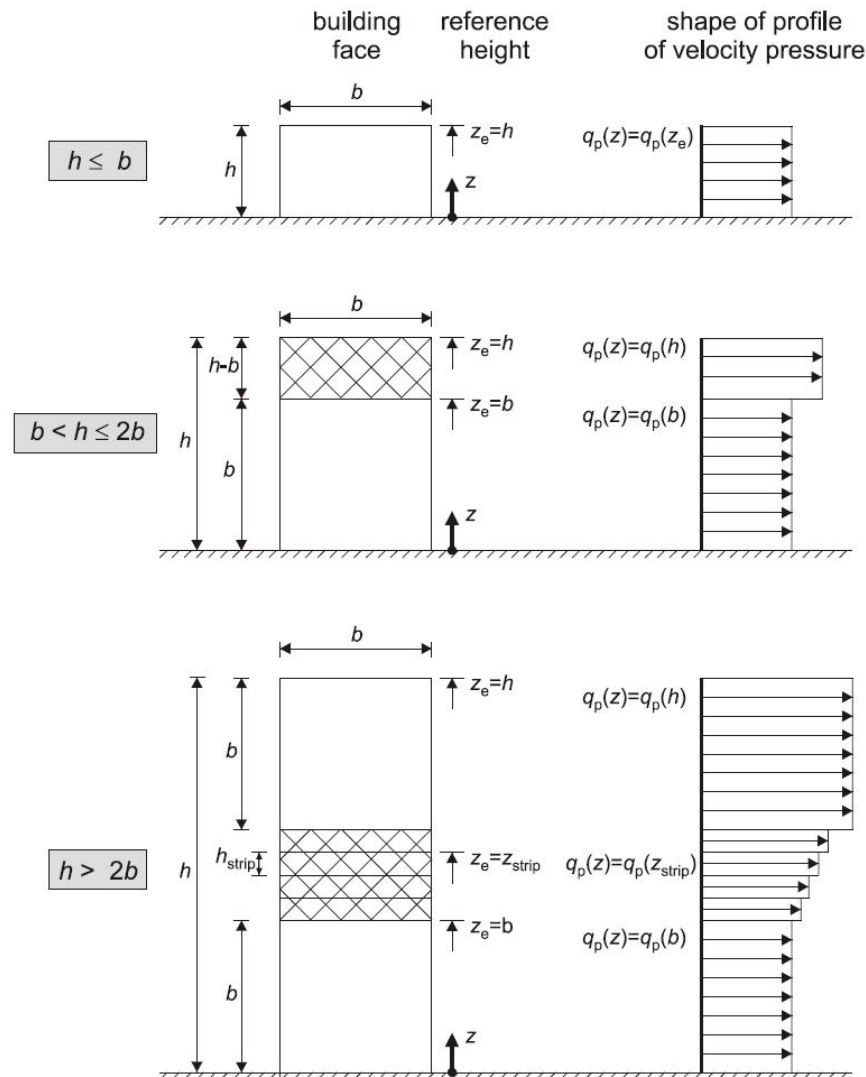 building face
reference height
shape of profile of velocity pressure
h ≤ b
b
h
z_e=h
z
q_p(z)=q_p(z_e)
b < h ≤ 2b
b
h
h-b
b
z_e=h
z_e=b
z
q_p(z)=q_p(h)
q_p(z)=q_p(b)
h > 2b
b
h
b
h_strip
b
z_e=h
z_e=z_strip
z_e=b
z
q_p(z)=q_p(h)
q_p(z)=q_p(z_strip)
q_p(z)=q_p(b)